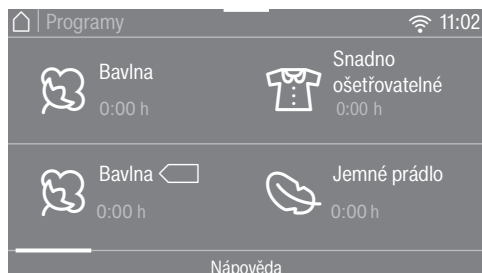 Programy
11:02
Bavlna
0:00 h
Snadno
ošetřovatelné
0:00 h
Bavlna
0:00 h
Jemné prádlo
0:00 h
Nápověda